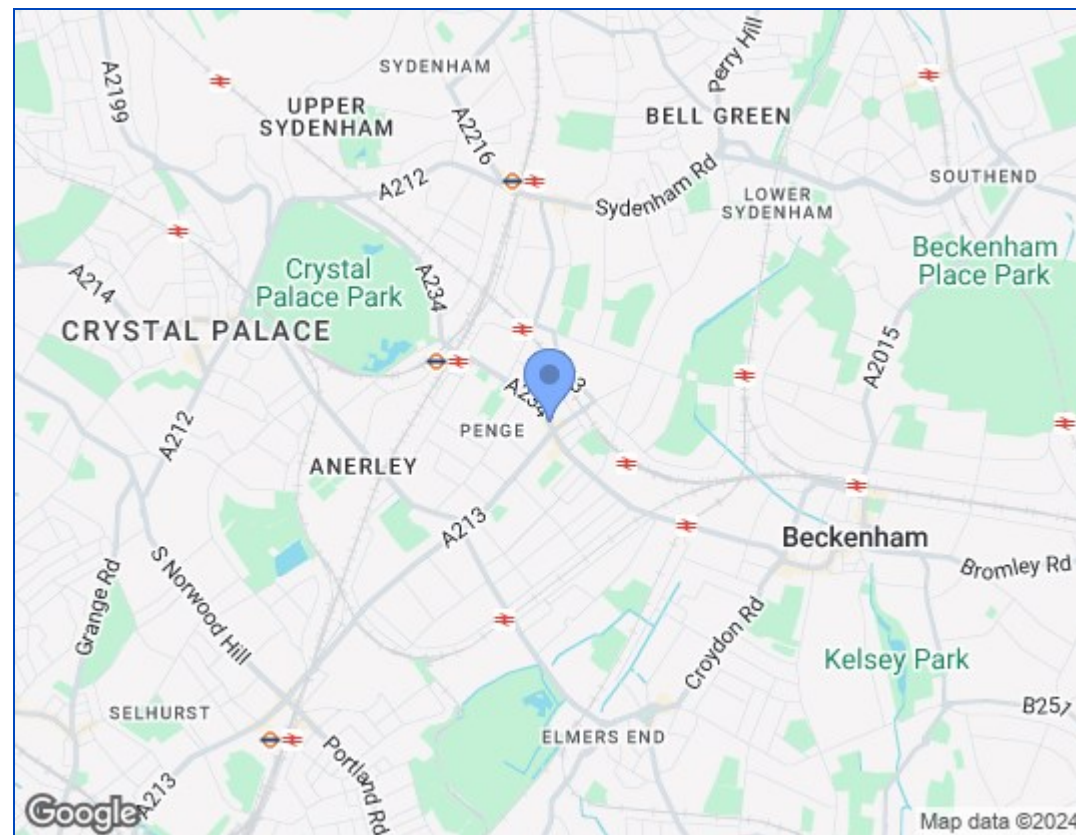 SYDENHAM
Perry Hill
A2199
UPPER
SYDENHAM
A2216
BELL GREEN
A212
Sydenham Rd
SOUTHEND
LOWER
SYDENHAM
Beckenham
Place Park
Crystal
Palace Park
A214
A234
CRYSTAL PALACE
A2015
A234
3
A212
PENGE
ANERLEY
A213
Beckenham
S Norwood Hill
Grange Rd
Bromley Rd
Croydon Rd
Kelsey Park
SELHURST
B251
ELMERS END
Portland Rd
A213
Google
Map data ©2024